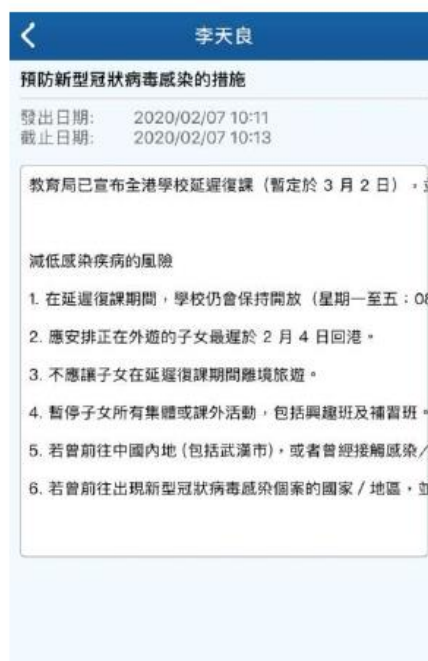 李天良
預防新型冠狀病毒感染的措施
發出日期: 2020/02/07 10:11
截止日期: 2020/02/07 10:13
教育局已宣布全港學校延遲復課（暫定於 3 月 2 日），
減低感染疾病的風險
1. 在延遲復課期間，學校仍會保持開放（星期一至五：08
2. 應安排正在外遊的子女最遲於 2 月 4 日回港。
3. 不應讓子女在延遲復課期間離境旅遊。
4. 暫停子女所有集體或課外活動，包括興趣班及補習班。
5. 若曾前往中國內地 (包括武漢市)，或者曾經接觸感染／
6. 若曾前往出現新型冠狀病毒感染個案的國家 / 地區，並